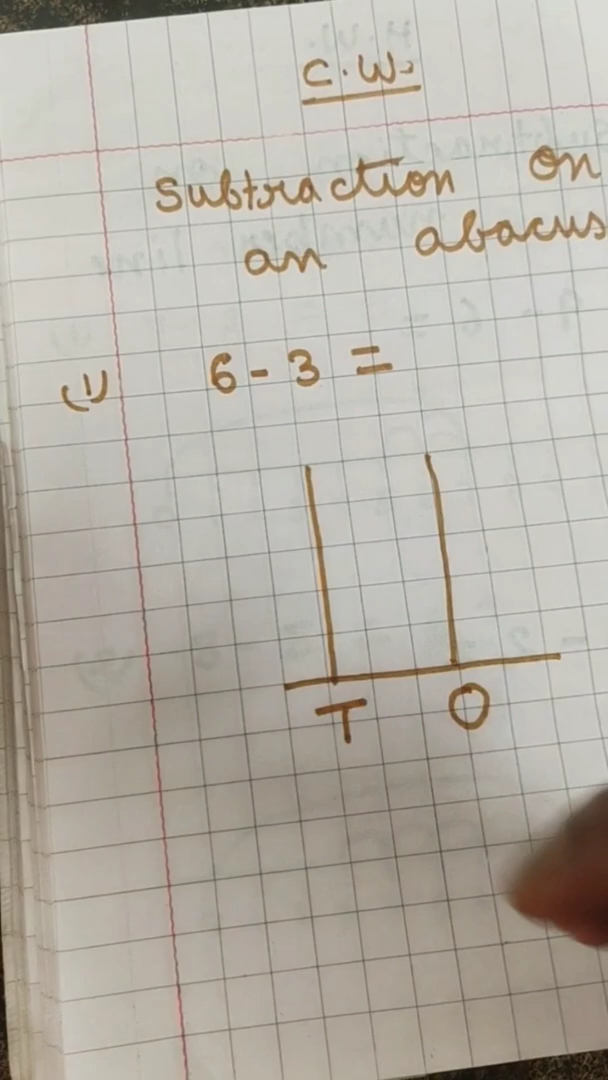 C.W.
Subtraction on
an abacus
(1) 6 - 3 =
T O